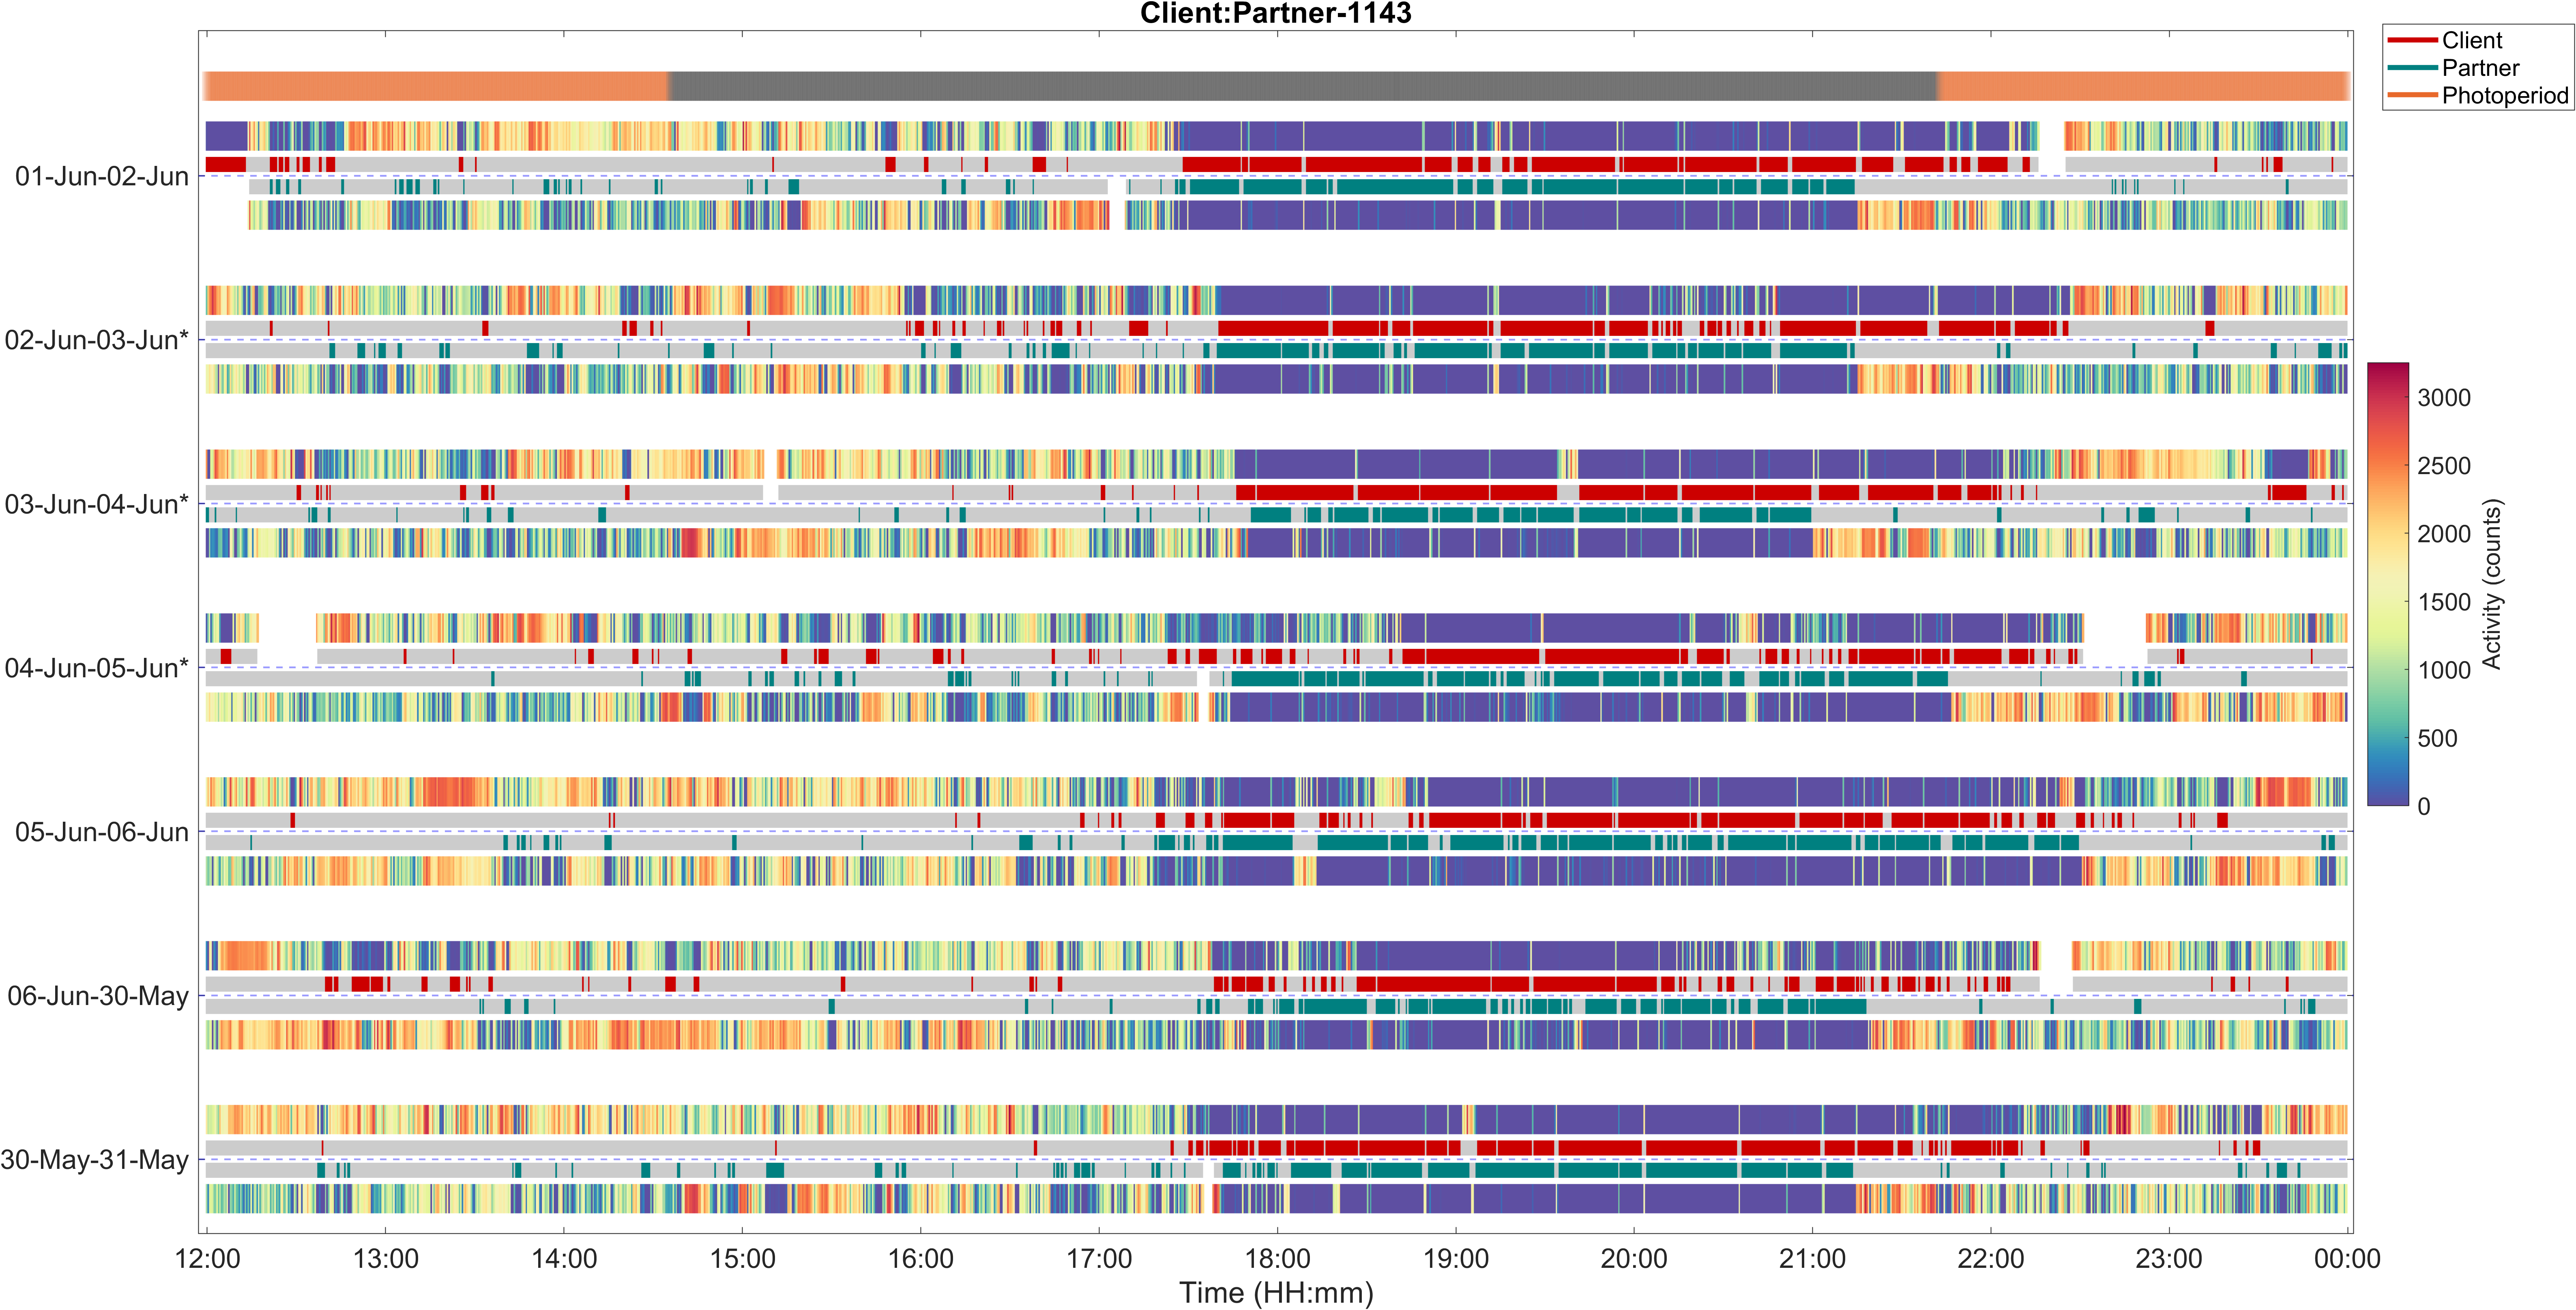 Client:Partner-1143
Client
Partner
Photoperiod
01-Jun-02-Jun
02-Jun-03-Jun*
03-Jun-04-Jun*
04-Jun-05-Jun*
05-Jun-06-Jun
06-Jun-30-May
30-May-31-May
12:00 13:00 14:00 15:00 16:00 17:00 18:00 19:00 20:00 21:00 22:00 23:00 00:00
Time (HH:mm)
3000
2500
2000
1500
1000
500
0
Activity (counts)